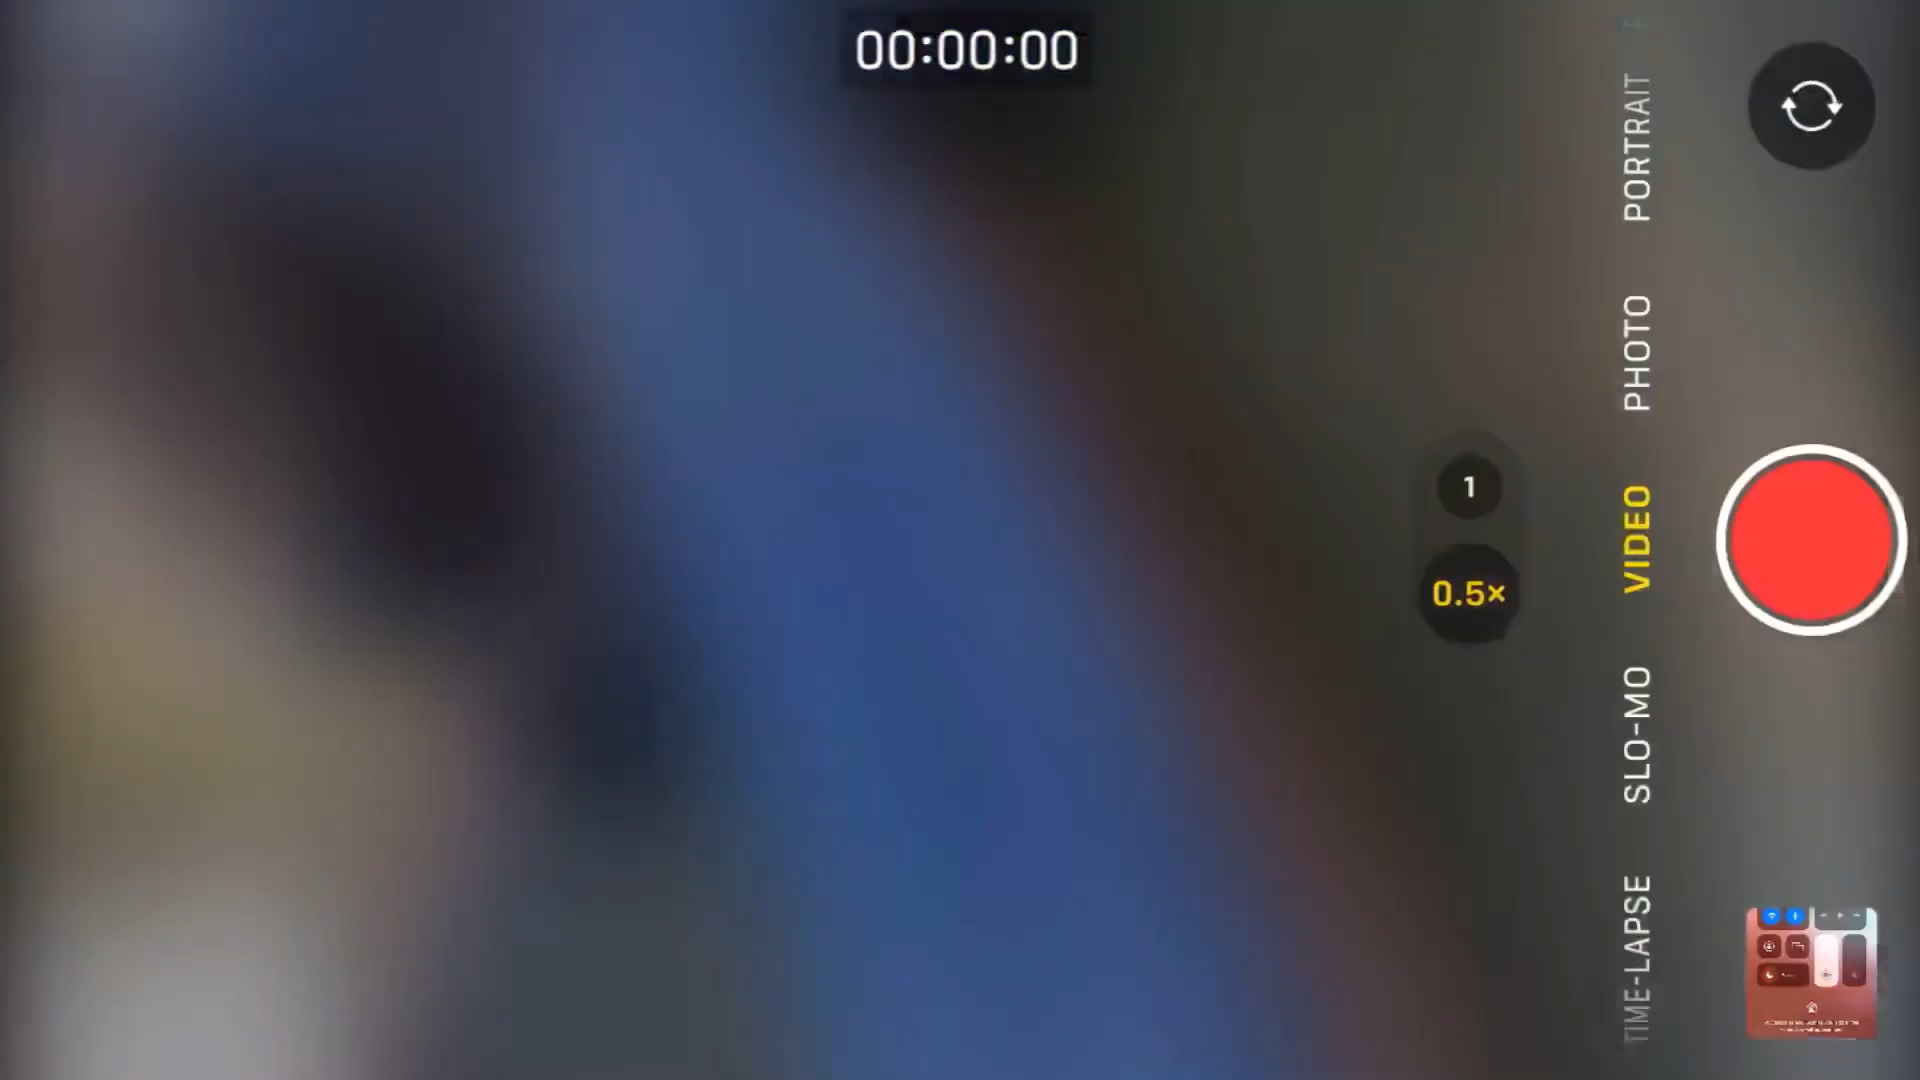 00:00:00
PORTRAIT
PHOTO
VIDEO
SLO-MO
TIME-LAPSE
1
0.5×